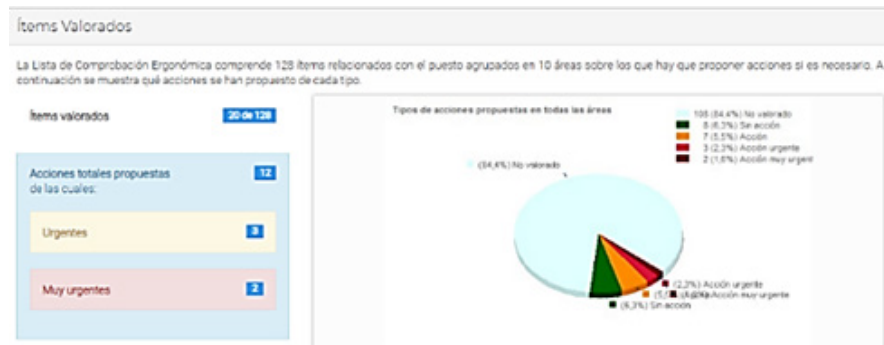 Ítems Valorados
La Lista de Comprobación Ergonómica comprende 128 ítems relacionados con el puesto agrupados en 10 áreas sobre los que hay que proponer acciones si es necesario. A
continuación se muestra qué acciones se han propuesto de cada tipo.
Ítems valorados
20 de 128
Acciones totales propuestas
12
de las cuales:
Urgentes
3
Muy urgentes
2
Tipos de acciones propuestas en todas las áreas
108 (84,4%) No valorado
8 (6,3%) Sin acción
7 (5,5%) Acción
3 (2,3%) Acción urgente
2 (1,6%) Acción muy urgent
(84,4%) No valorado
(2,3%) Acción urgente
Acción muy urgente
(6,3%) Sin acción